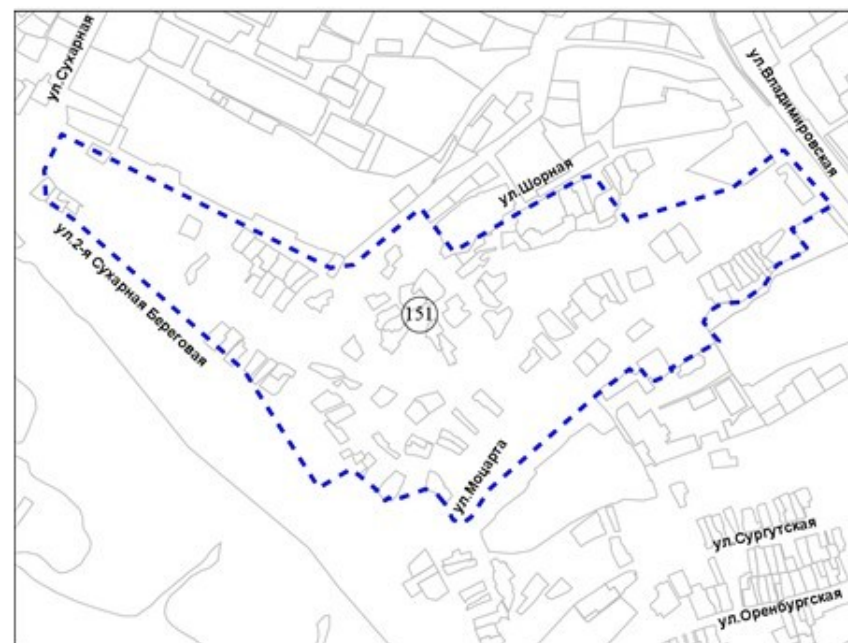 ул.Сухарная
ул.Владимировская
ул.Шорная
ул.2-я Сухарная Береговая
151
ул.Моцарта
ул.Сургутская
ул.Оренбургская